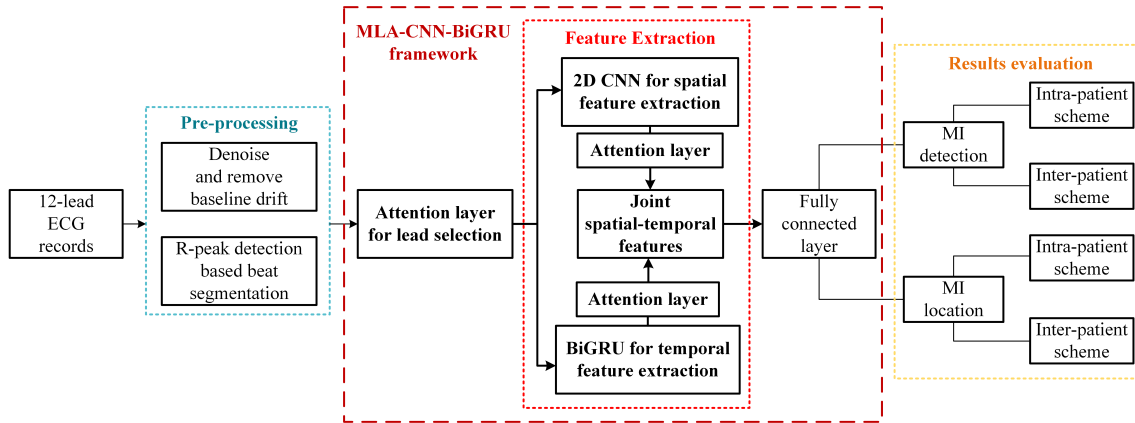 12-lead
ECG
records
Pre-processing
Denoise
and remove
baseline drift
R-peak detection
based beat
segmentation
MLA-CNN-BiGRU
framework
Attention layer
for lead selection
Feature Extraction
2D CNN for spatial
feature extraction
Attention layer
Joint
spatial-temporal
features
Attention layer
BiGRU for temporal
feature extraction
Fully
connected
layer
Results evaluation
MI
detection
Intra-patient
scheme
Inter-patient
scheme
MI
location
Intra-patient
scheme
Inter-patient
scheme